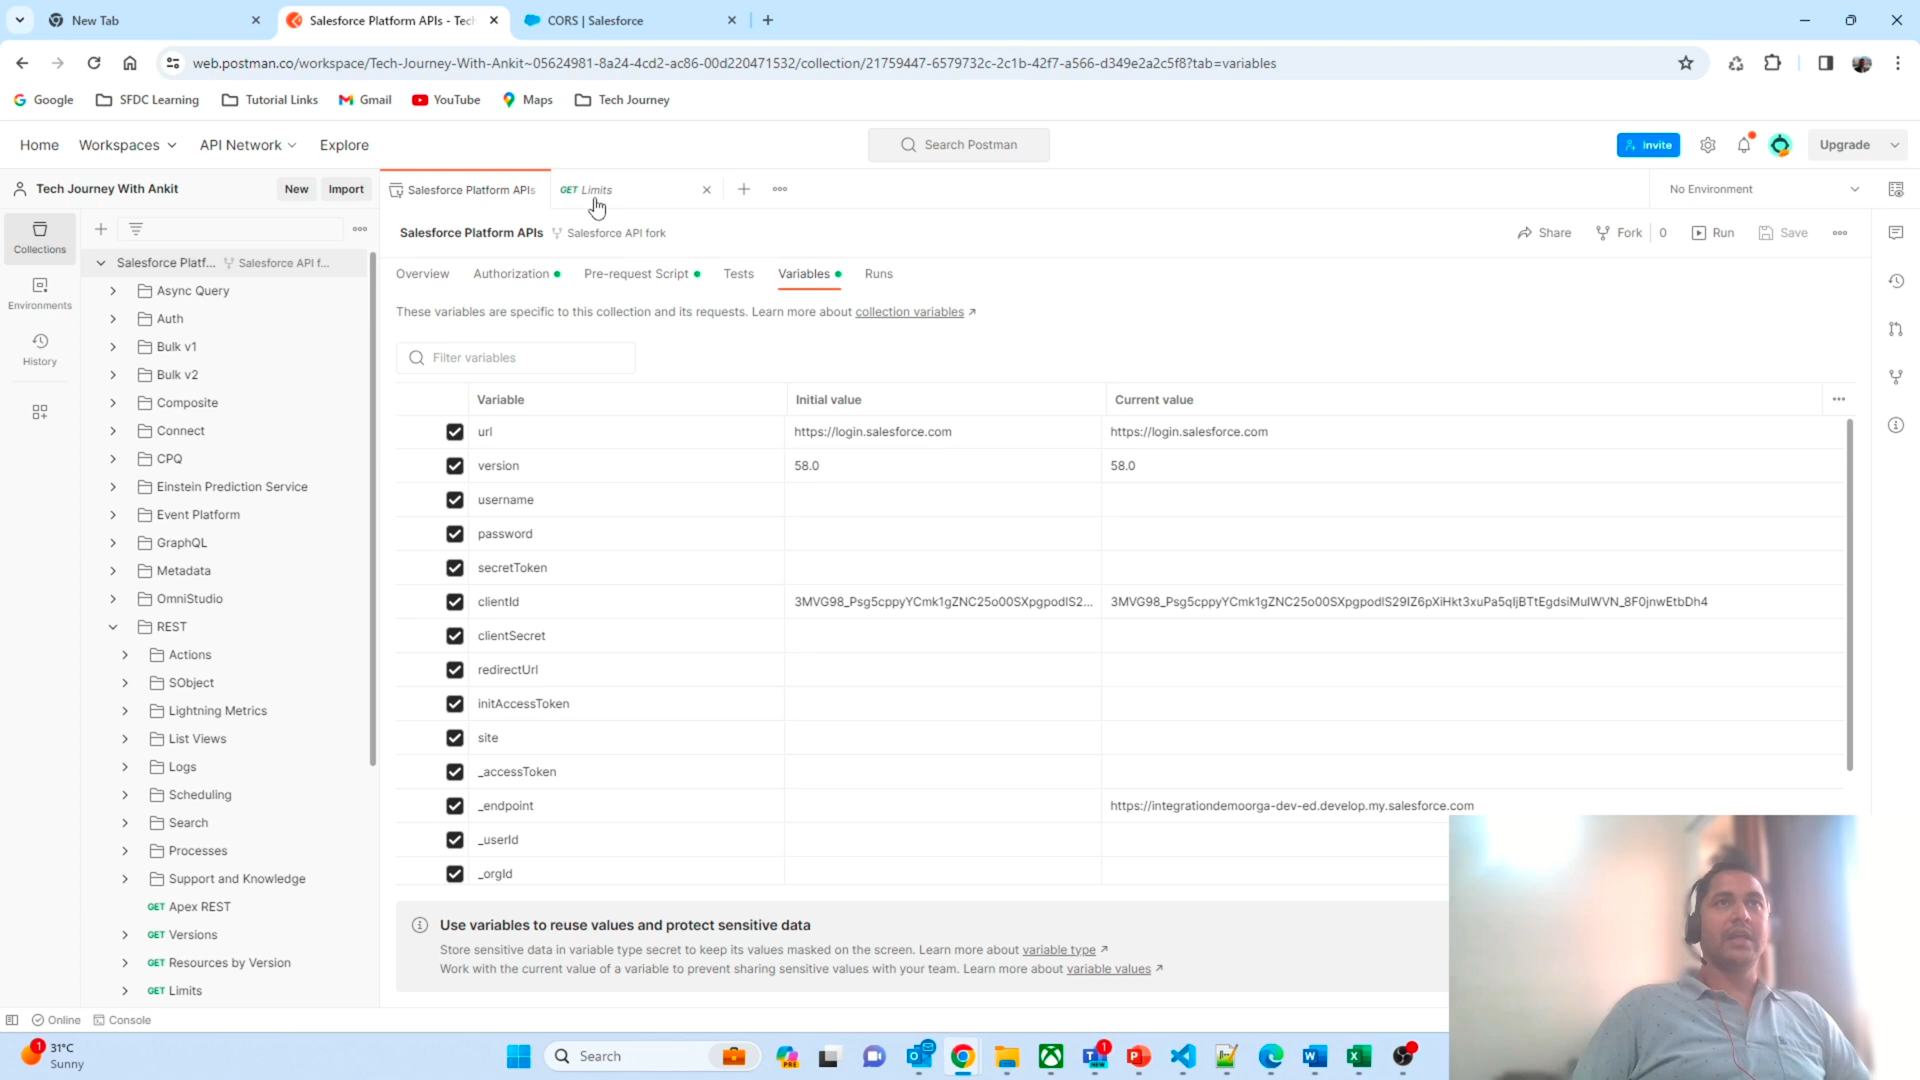 New Tab
Salesforce Platform APIs - Tech
CORS | Salesforce
web.postman.co/workspace/Tech-Journey-With-Ankit~05624981-8a24-4cd2-ac86-00d220471532/collection/21759447-6579732c-2c1b-42f7-a566-d349e2a2c5f8?tab=variables
Google
SFDC Learning
Tutorial Links
Gmail
YouTube
Maps
Tech Journey
Home
Workspaces
API Network
Explore
Search Postman
Invite
Upgrade
Tech Journey With Ankit
New
Import
Salesforce Platform APIs
GET Limits
No Environment
Collections
Environments
History
Salesforce Platf...
Salesforce API f...
Async Query
Auth
Bulk v1
Bulk v2
Composite
Connect
CPQ
Einstein Prediction Service
Event Platform
GraphQL
Metadata
OmniStudio
REST
Actions
SObject
Lightning Metrics
List Views
Logs
Scheduling
Search
Processes
Support and Knowledge
GET Apex REST
GET Versions
GET Resources by Version
GET Limits
Salesforce Platform APIs
Salesforce API fork
Share
Fork
0
Run
Save
Overview
Authorization
Pre-request Script
Tests
Variables
Runs
These variables are specific to this collection and its requests. Learn more about collection variables ↗
Filter variables
Variable
Initial value
Current value
url
https://login.salesforce.com
https://login.salesforce.com
version
58.0
58.0
username
password
secretToken
clientId
3MVG98_Psg5cppyYCmk1gZNC25o00SXpgpodlS2...
3MVG98_Psg5cppyYCmk1gZNC25o00SXpgpodlS29IZ6pXiHkt3xuPa5qIjBTtEgdsiMuIWVN_8F0jnwEtbDh4
clientSecret
redirectUrl
initAccessToken
site
_accessToken
_endpoint
https://integrationdemoorga-dev-ed.develop.my.salesforce.com
_userId
_orgId
Use variables to reuse values and protect sensitive data
Store sensitive data in variable type secret to keep its values masked on the screen. Learn more about variable type ↗
Work with the current value of a variable to prevent sharing sensitive values with your team. Learn more about variable values ↗
Online
Console
1
31°C
Sunny
Search
PRE
1
NEW